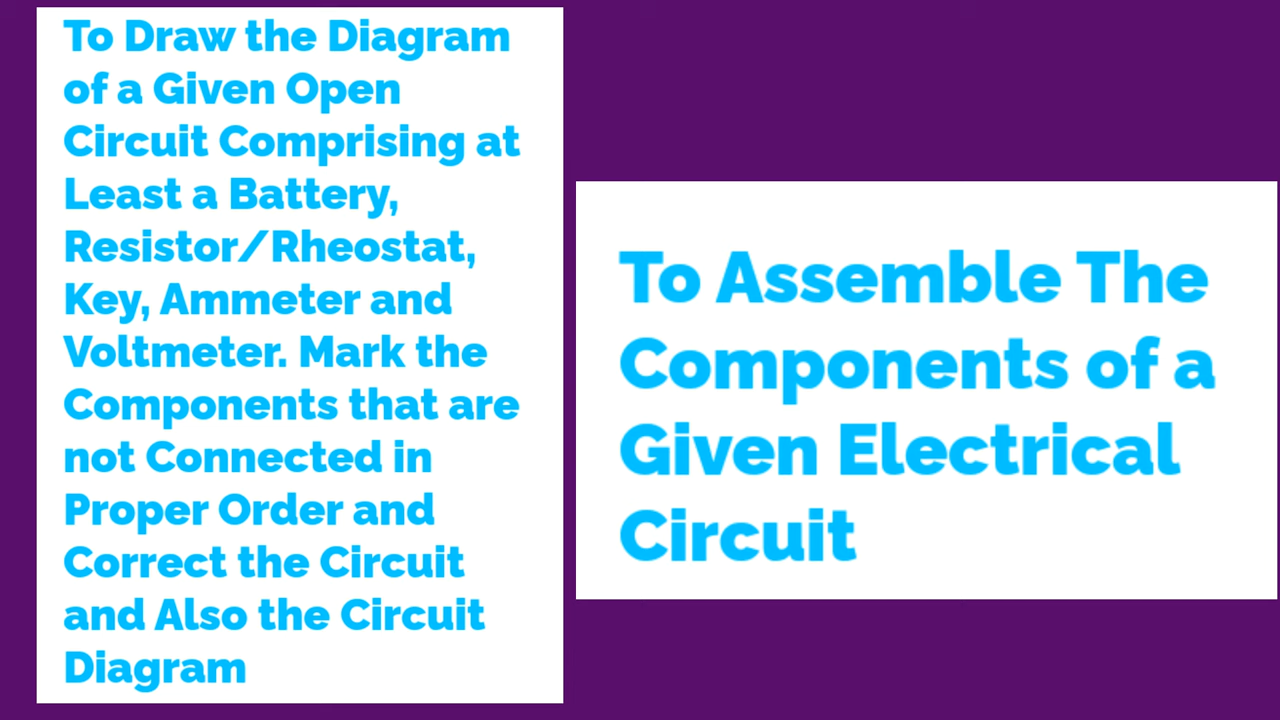 To Draw the Diagram
of a Given Open
Circuit Comprising at
Least a Battery,
Resistor/Rheostat,
Key, Ammeter and
Voltmeter. Mark the
Components that are
not Connected in
Proper Order and
Correct the Circuit
and Also the Circuit
Diagram
To Assemble The
Components of a
Given Electrical
Circuit